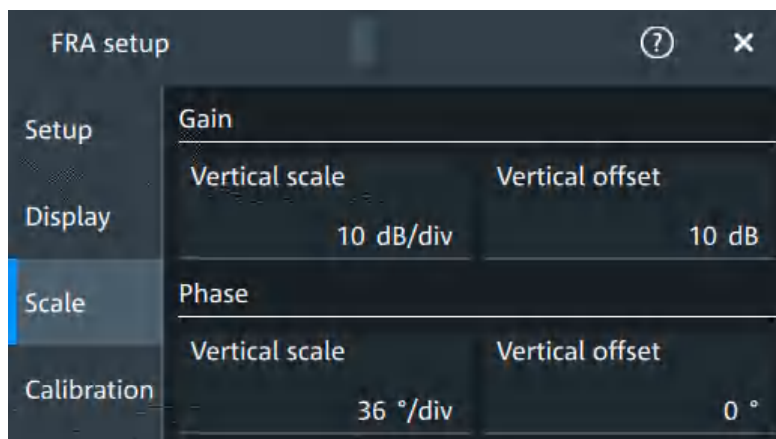 FRA setup ?
Setup
Display
Scale
Calibration
Gain
Vertical scale Vertical offset
10 dB/div 10 dB
Phase
Vertical scale Vertical offset
36 °/div 0 °